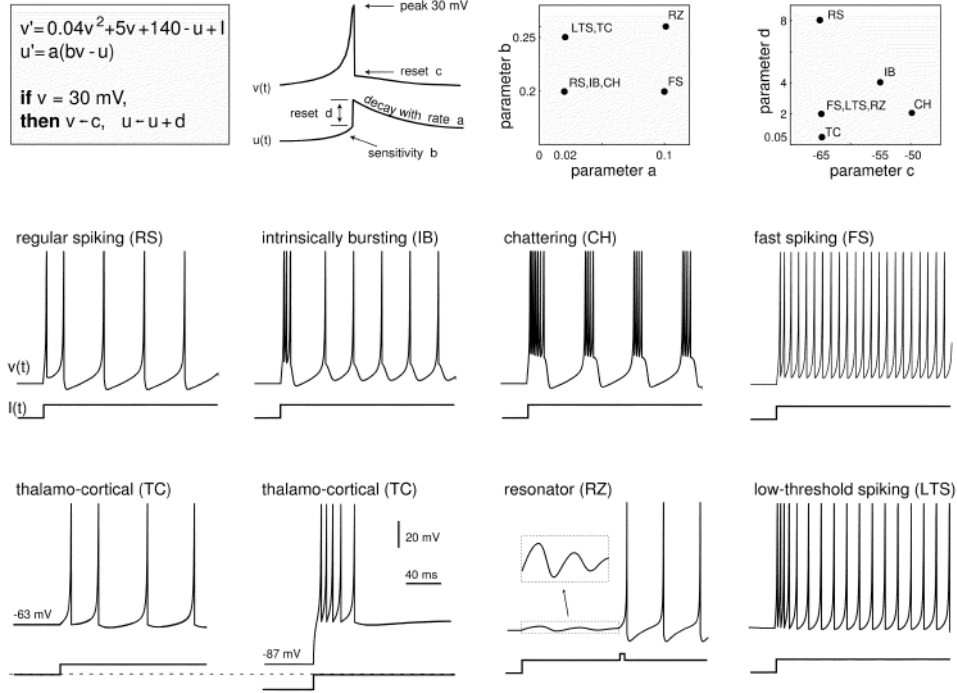 v'= 0.04v²+5v+140 - u + I
u'= a(bv - u)
if v = 30 mV,
then v←c, u←u + d
peak 30 mV
reset c
v(t)
reset d
decay with rate a
u(t)
sensitivity b
parameter b
0.25
0.2
LTS,TC
RZ
RS,IB,CH
FS
0
0.02
0.1
parameter a
parameter d
8
4
2
0.05
RS
IB
FS,LTS,RZ
CH
TC
-65
-55
-50
parameter c
regular spiking (RS)
intrinsically bursting (IB)
chattering (CH)
fast spiking (FS)
v(t)
I(t)
thalamo-cortical (TC)
thalamo-cortical (TC)
resonator (RZ)
low-threshold spiking (LTS)
20 mV
40 ms
-63 mV
-87 mV